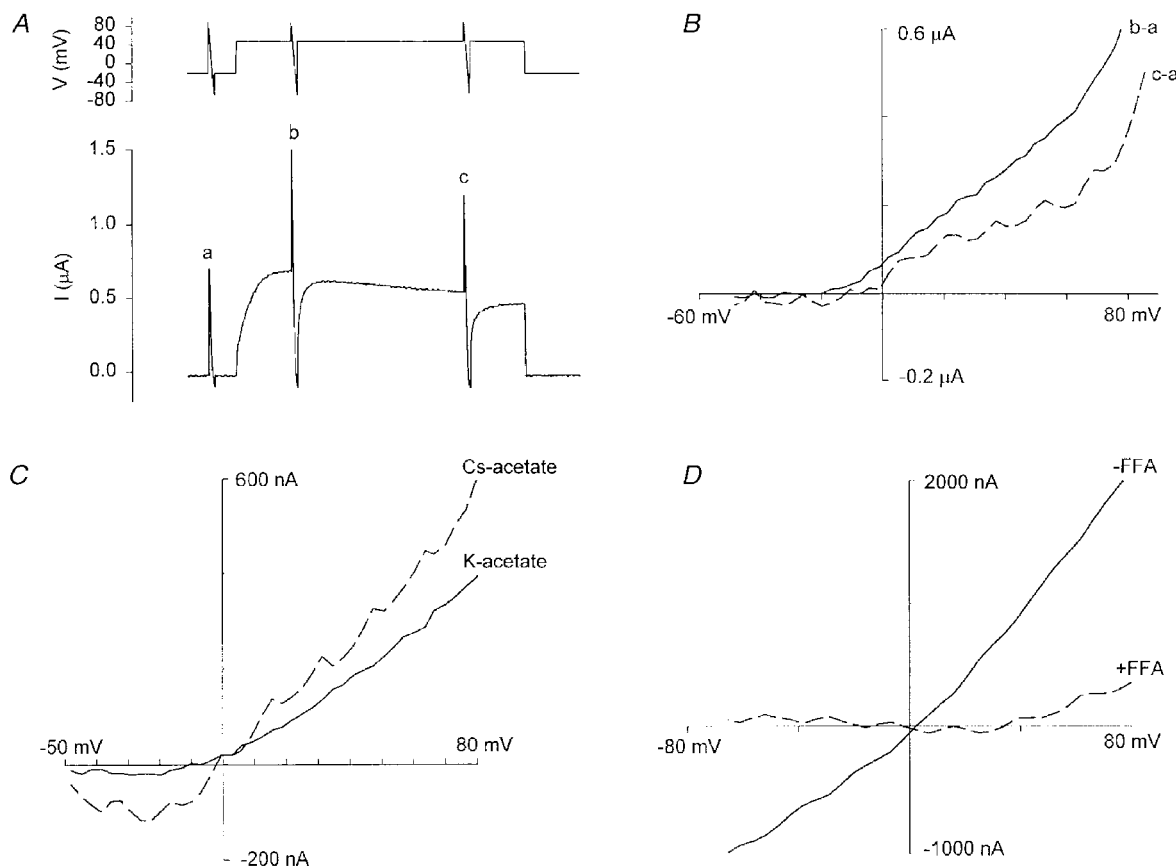 A
80
40
0
-40
-80
V (mV)
1.5
1.0
0.5
0.0
I (µA)
a
b
c
B
0.6 µA
b-a
c-a
-60 mV
80 mV
-0.2 µA
C
600 nA
Cs-acetate
K-acetate
-50 mV
80 mV
-200 nA
D
2000 nA
-FFA
+FFA
-80 mV
80 mV
-1000 nA